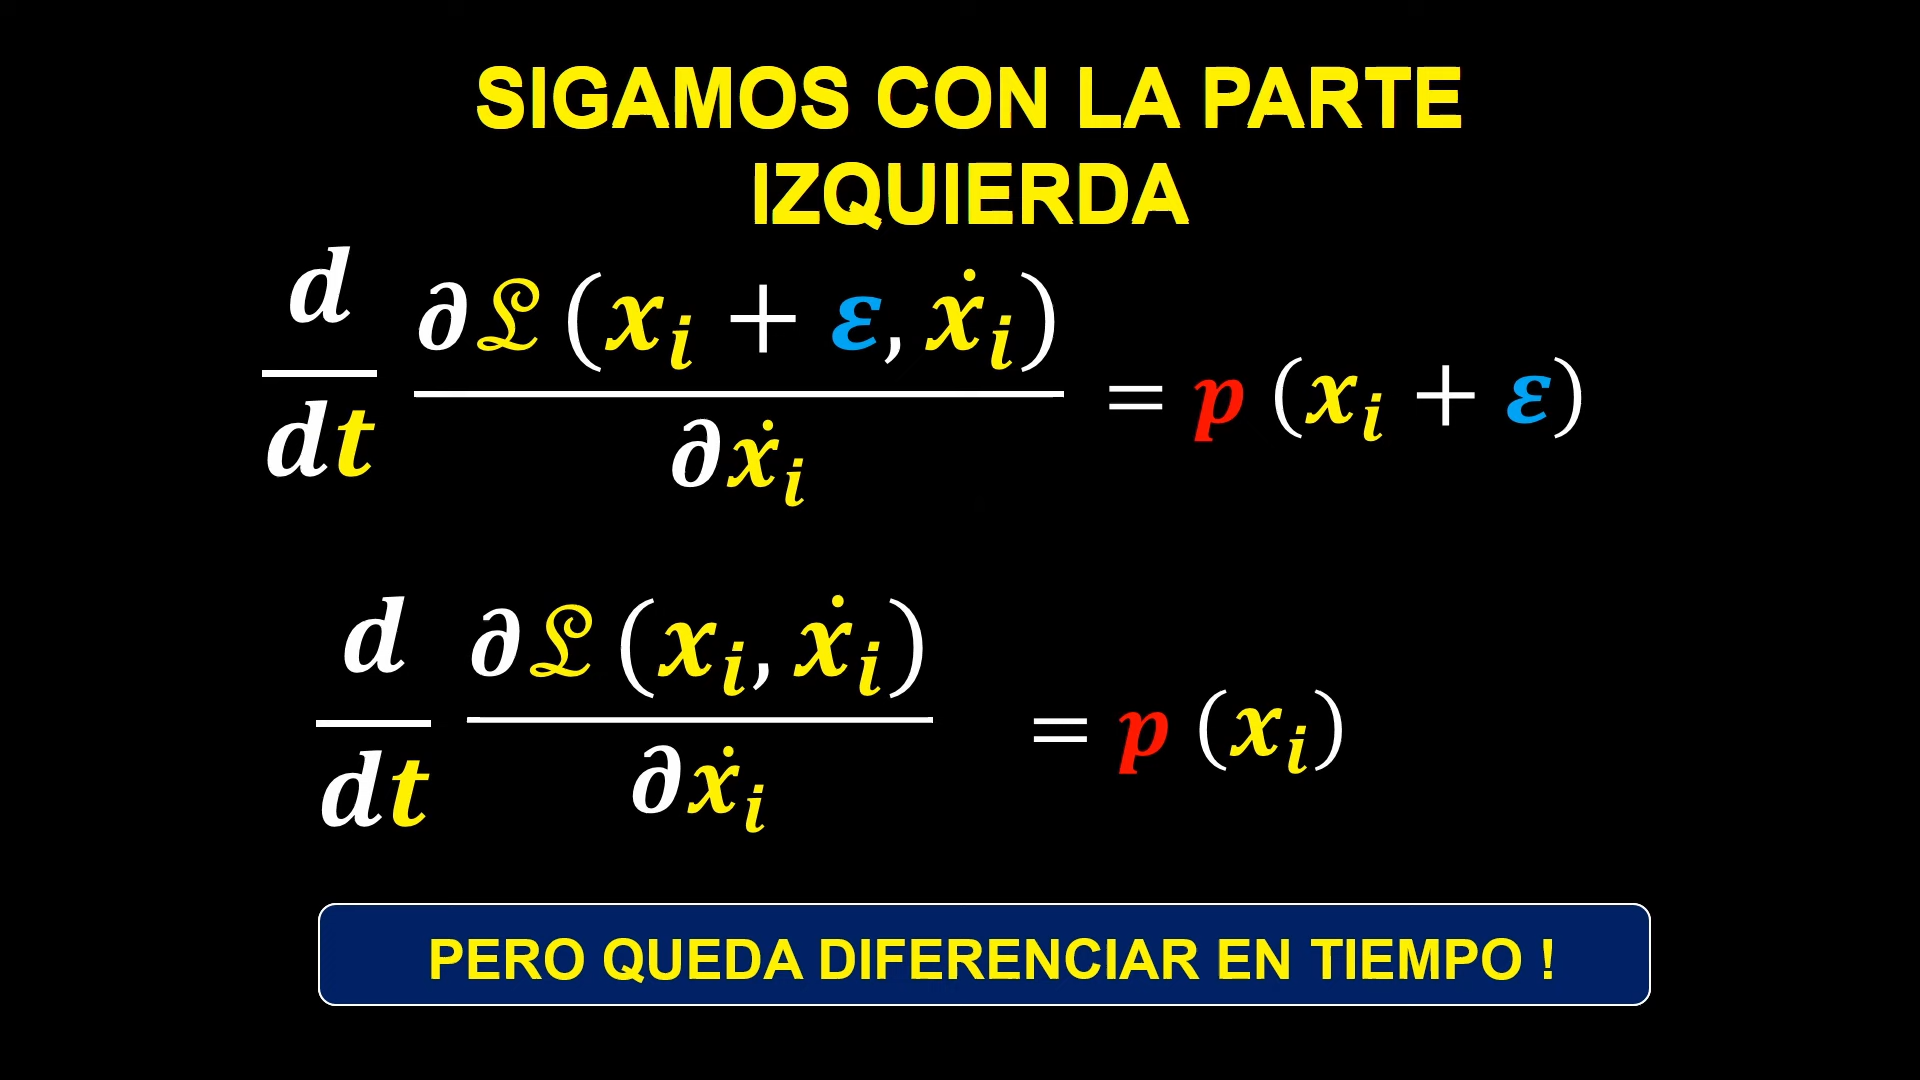 SIGAMOS CON LA PARTE
IZQUIERDA
d/dt ∂ℒ(xᵢ + ε, ẋᵢ)/∂ẋᵢ = p (xᵢ + ε)
d/dt ∂ℒ(xᵢ, ẋᵢ)/∂ẋᵢ = p (xᵢ)
PERO QUEDA DIFERENCIAR EN TIEMPO !